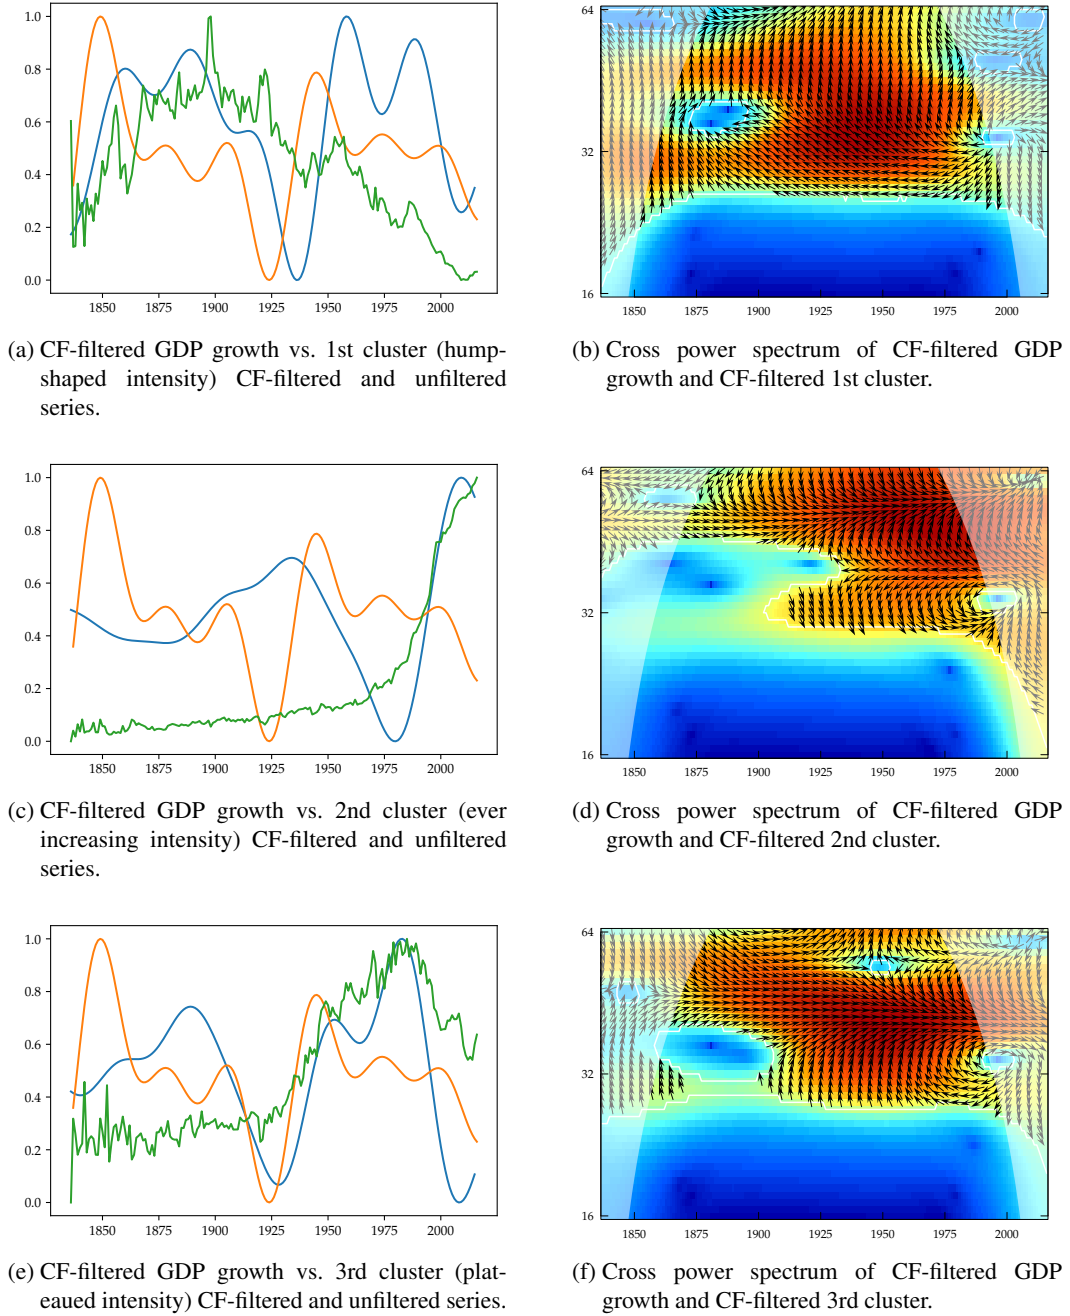 1.0
0.8
0.6
0.4
0.2
0.0
1850 1875 1900 1925 1950 1975 2000
(a) CF-filtered GDP growth vs. 1st cluster (hump-
shaped intensity) CF-filtered and unfiltered
series.
64
32
16
1850 1875 1900 1925 1950 1975 2000
(b) Cross power spectrum of CF-filtered GDP
growth and CF-filtered 1st cluster.
1.0
0.8
0.6
0.4
0.2
0.0
1850 1875 1900 1925 1950 1975 2000
(c) CF-filtered GDP growth vs. 2nd cluster (ever
increasing intensity) CF-filtered and unfiltered
series.
64
32
16
1850 1875 1900 1925 1950 1975 2000
(d) Cross power spectrum of CF-filtered GDP
growth and CF-filtered 2nd cluster.
1.0
0.8
0.6
0.4
0.2
0.0
1850 1875 1900 1925 1950 1975 2000
(e) CF-filtered GDP growth vs. 3rd cluster (plat-
eaued intensity) CF-filtered and unfiltered series.
64
32
16
1850 1875 1900 1925 1950 1975 2000
(f) Cross power spectrum of CF-filtered GDP
growth and CF-filtered 3rd cluster.